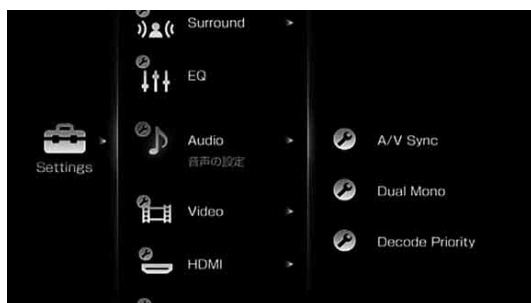 Settings
Surround
EQ
Audio
音声の設定
Video
HDMI
A/V Sync
Dual Mono
Decode Priority